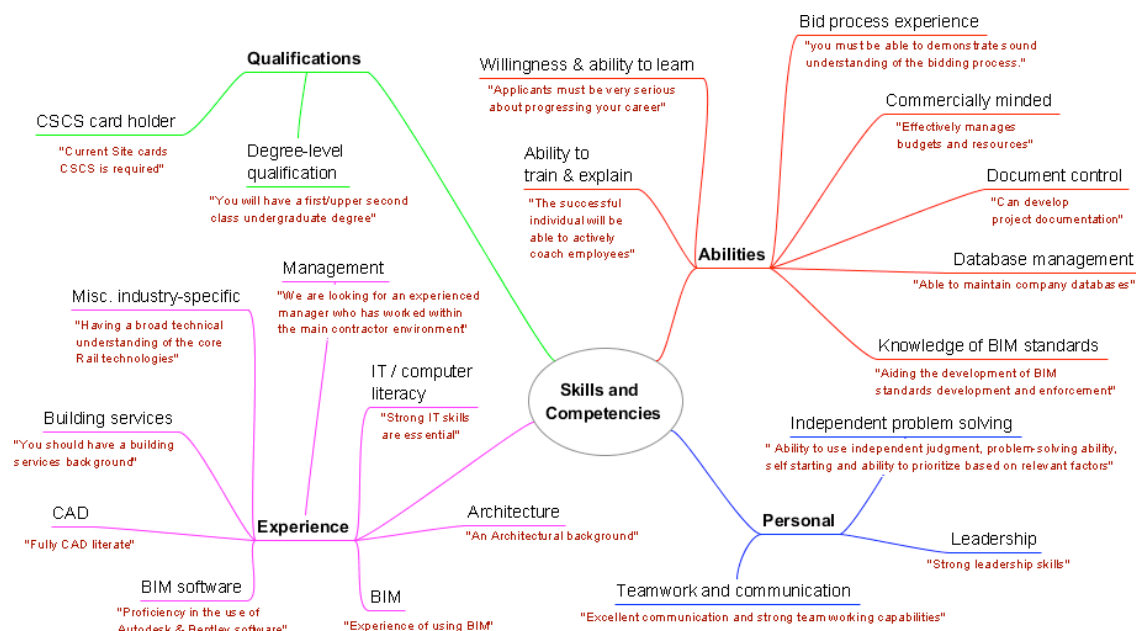 Qualifications
CSCS card holder
"Current Site cards
CSCS is required"
Degree-level
qualification
"You will have a first/upper second
class undergraduate degree"
Willingness & ability to learn
"Applicants must be very serious
about progressing your career"
Ability to
train & explain
"The successful
individual will be
able to actively
coach employees"
Abilities
Bid process experience
"you must be able to demonstrate sound
understanding of the bidding process."
Commercially minded
"Effectively manages
budgets and resources"
Document control
"Can develop
project documentation"
Database management
"Able to maintain company databases"
Knowledge of BIM standards
"Aiding the development of BIM
standards development and enforcement"
Skills and
Competencies
Management
"We are looking for an experienced
manager who has worked within
the main contractor environment"
Misc. industry-specific
"Having a broad technical
understanding of the core
Rail technologies"
IT / computer
literacy
"Strong IT skills
are essential"
Building services
"You should have a building
services background"
CAD
"Fully CAD literate"
Experience
Architecture
"An Architectural background"
BIM software
"Proficiency in the use of
Autodesk & Bentley software"
BIM
"Experience of using BIM"
Independent problem solving
" Ability to use independent judgment, problem-solving ability,
self starting and ability to prioritize based on relevant factors"
Personal
Leadership
"Strong leadership skills"
Teamwork and communication
"Excellent communication and strong team working capabilities"